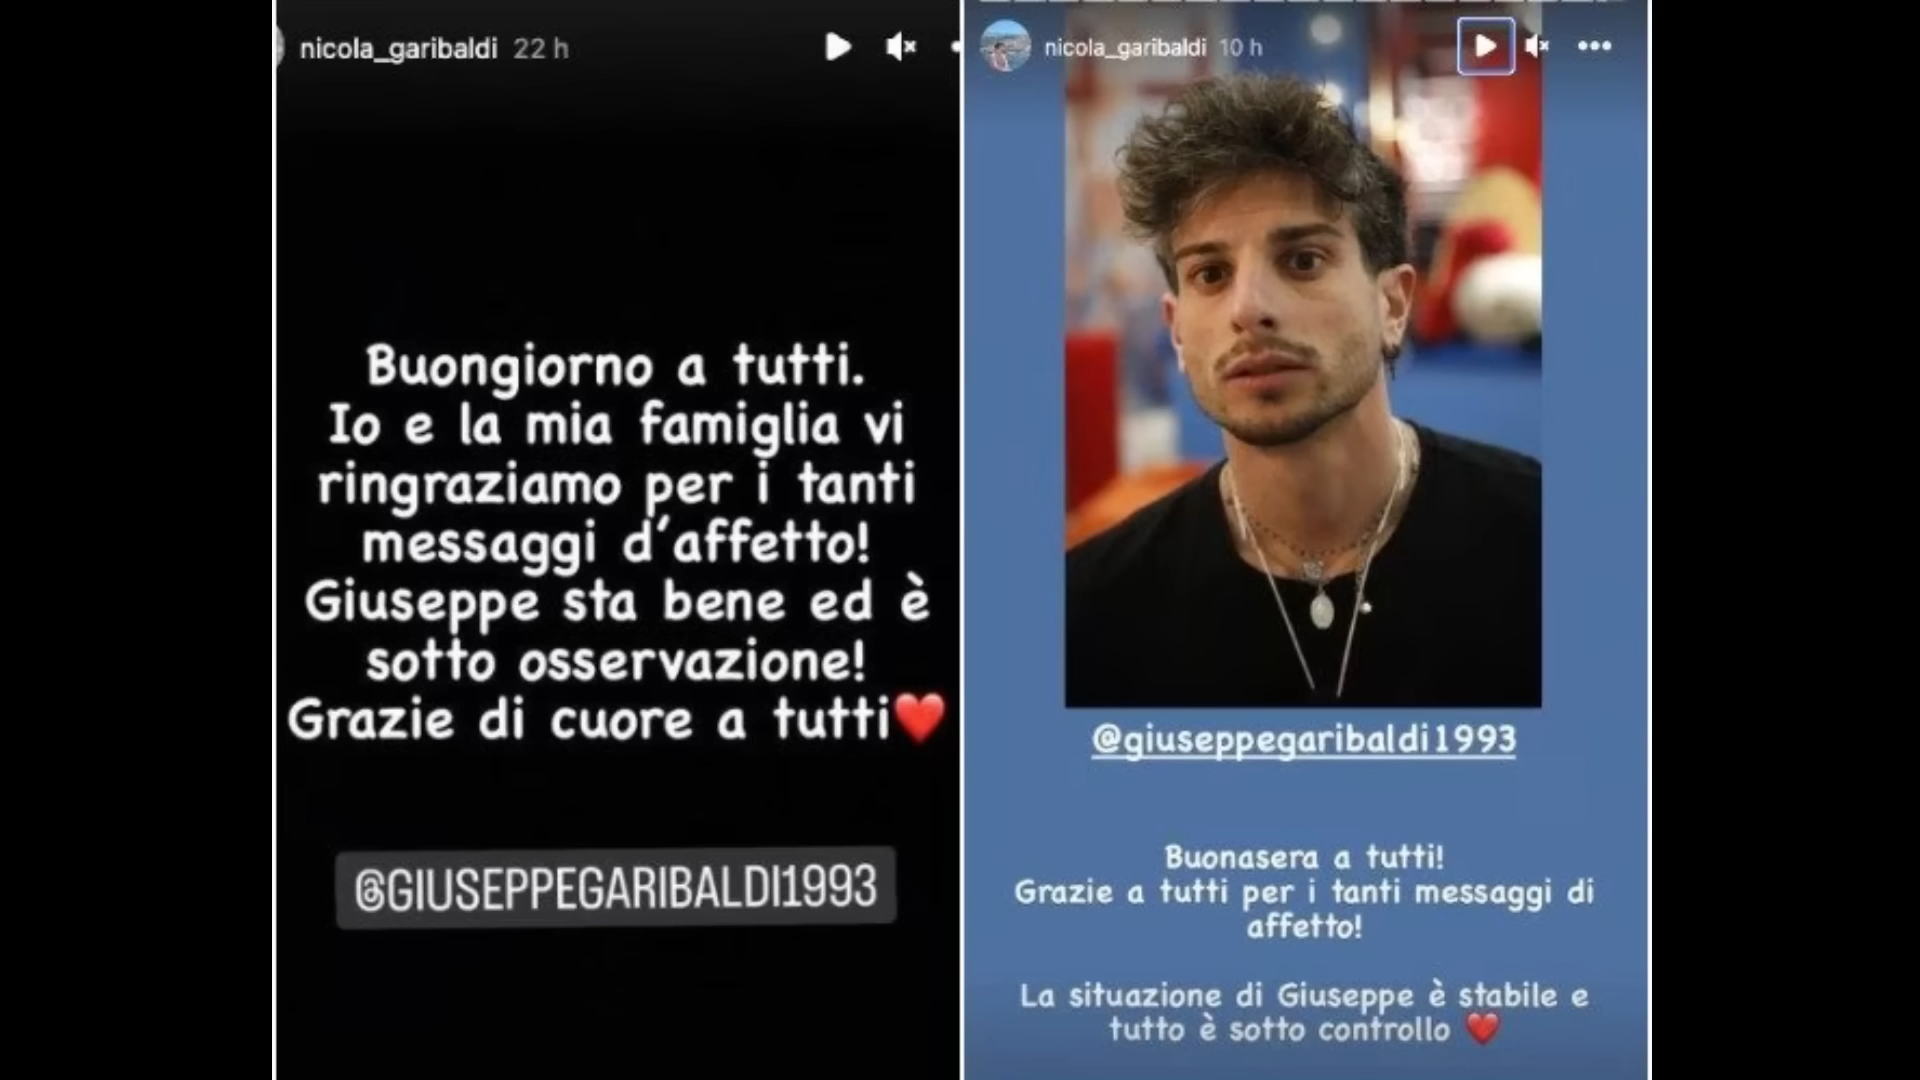 nicola_garibaldi 22 h
Buongiorno a tutti.
Io e la mia famiglia vi
ringraziamo per i tanti
messaggi d'affetto!
Giuseppe sta bene ed è
sotto osservazione!
Grazie di cuore a tutti❤️
@GIUSEPPEGARIBALDI1993
nicola_garibaldi 10 h
@giuseppegaribaldi1993
Buonasera a tutti!
Grazie a tutti per i tanti messaggi di
affetto!
La situazione di Giuseppe è stabile e
tutto è sotto controllo ❤️